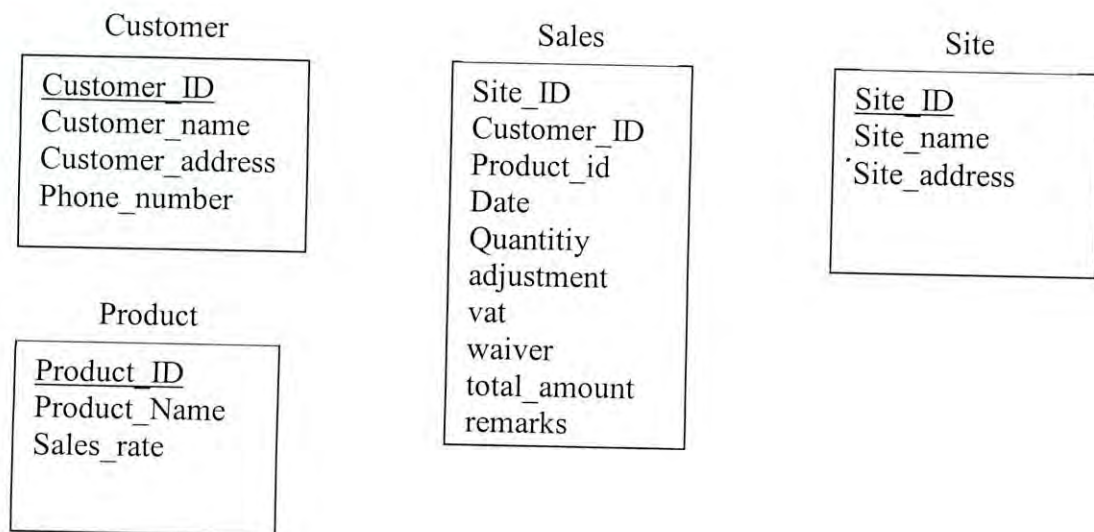 Customer
Customer_ID
Customer_name
Customer_address
Phone_number
Product
Product_ID
Product_Name
Sales_rate
Sales
Site_ID
Customer_ID
Product_id
Date
Quantitiy
adjustment
vat
waiver
total_amount
remarks
Site
Site_ID
Site_name
Site_address